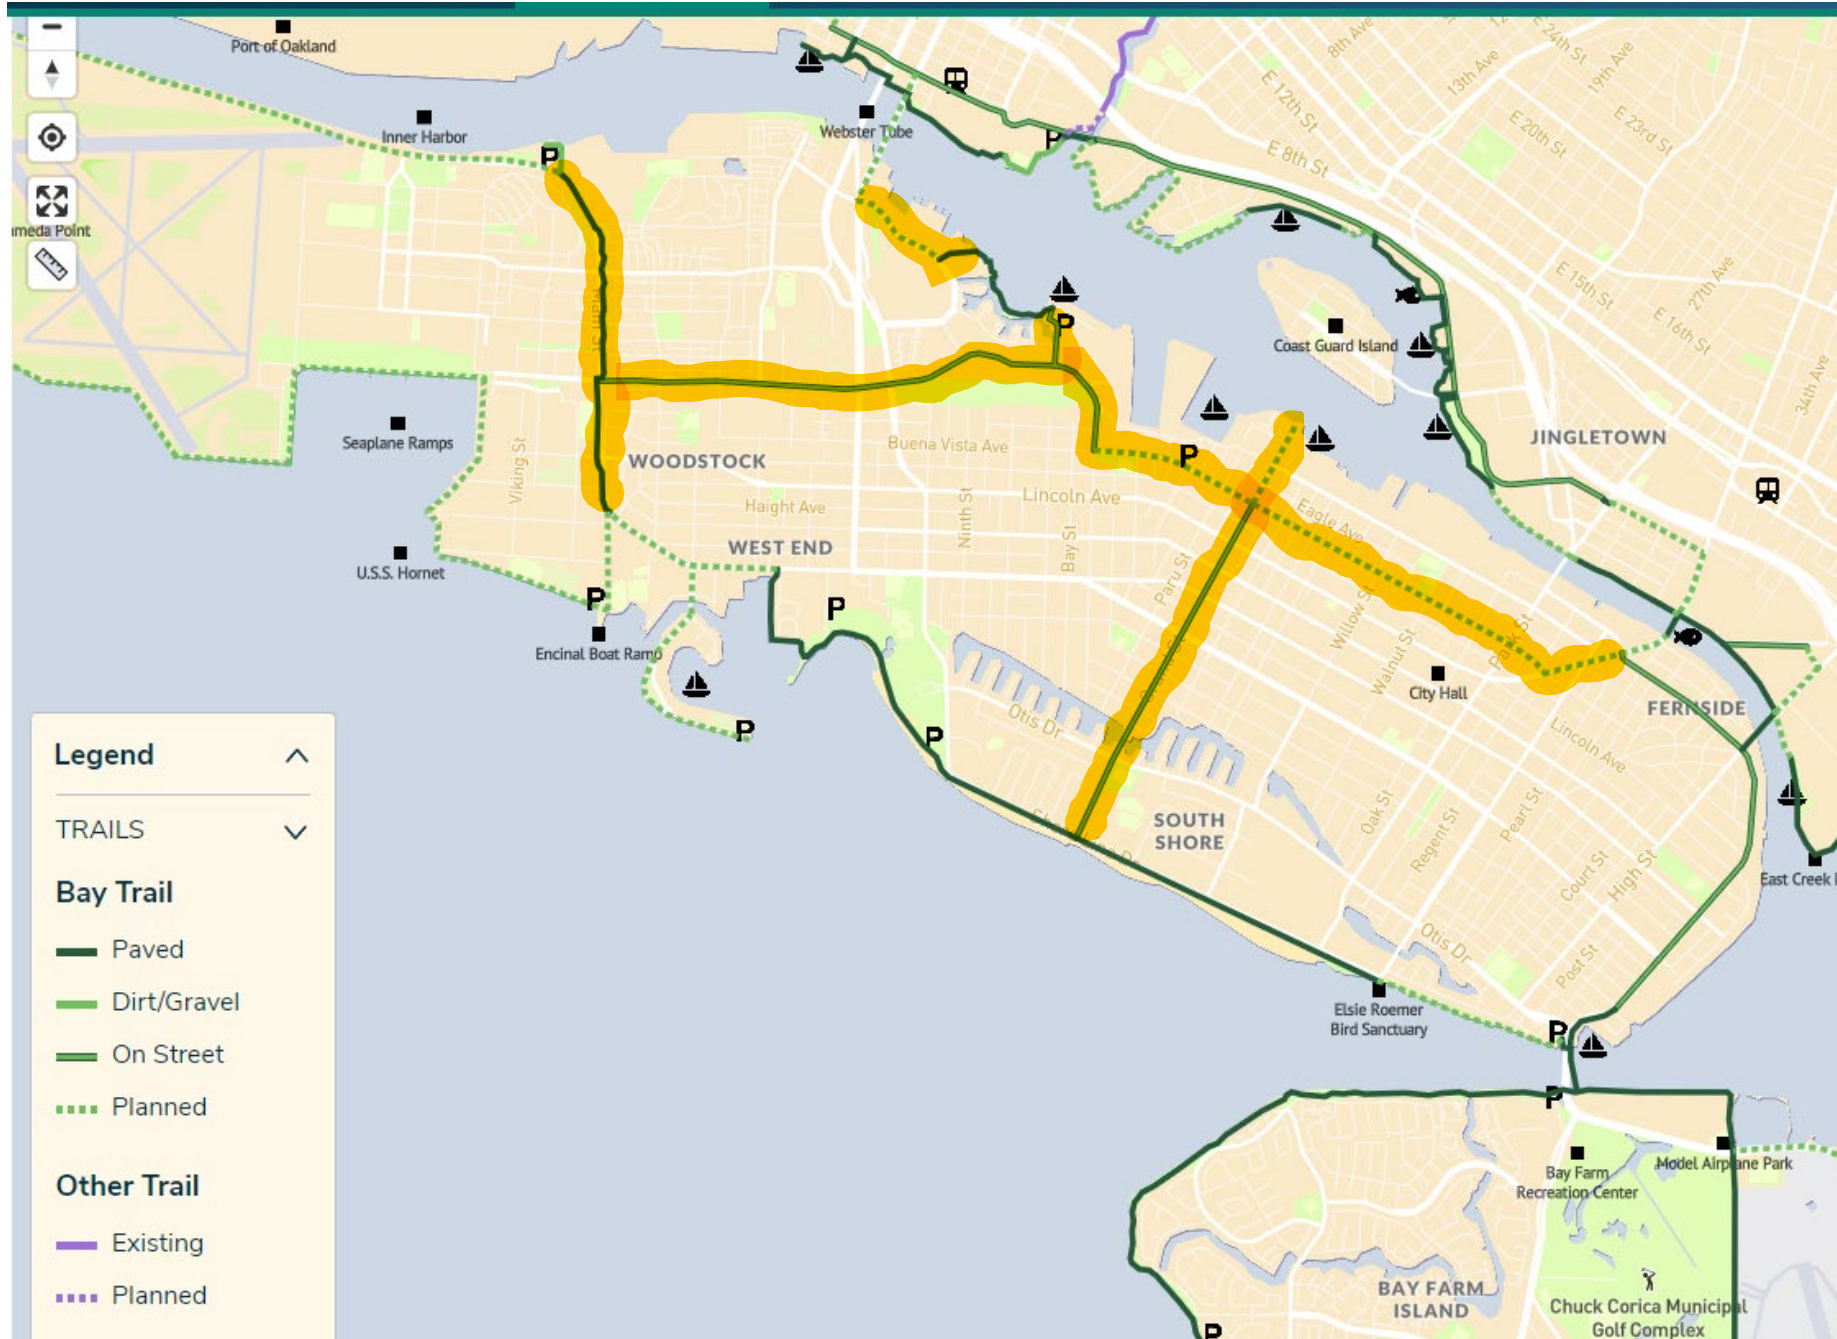 Port of Oakland
Inner Harbor
Webster Tube
8th Ave
E 24th St
13th Ave
19th Ave
E 12th St
E 20th St
E 23rd St
E 8th St
ameda Point
Main St
E 15th St
27th Ave
E 16th St
34th Ave
Coast Guard Island
Seaplane Ramps
JINGLETOWN
Viking St
WOODSTOCK
Buena Vista Ave
Lincoln Ave
Haight Ave
Ninth St
Bay St
Eagle Ave
WEST END
U.S.S. Hornet
Paru St
Willow St
Walnut St
Park St
Encinal Boat Ramp
City Hall
FERNSIDE
Otis Dr
Lincoln Ave
SOUTH
SHORE
Oak St
Regent St
Pearl St
Court St
High St
East Creek
Otis Dr
Post St
Elsie Roemer
Bird Sanctuary
Bay Farm
Recreation Center
Model Airplane Park
BAY FARM
ISLAND
Chuck Corica Municipal
Golf Complex
P
P
P
P
P
P
P
P
P
P
P
Legend
TRAILS
Bay Trail
Paved
Dirt/Gravel
On Street
Planned
Other Trail
Existing
Planned